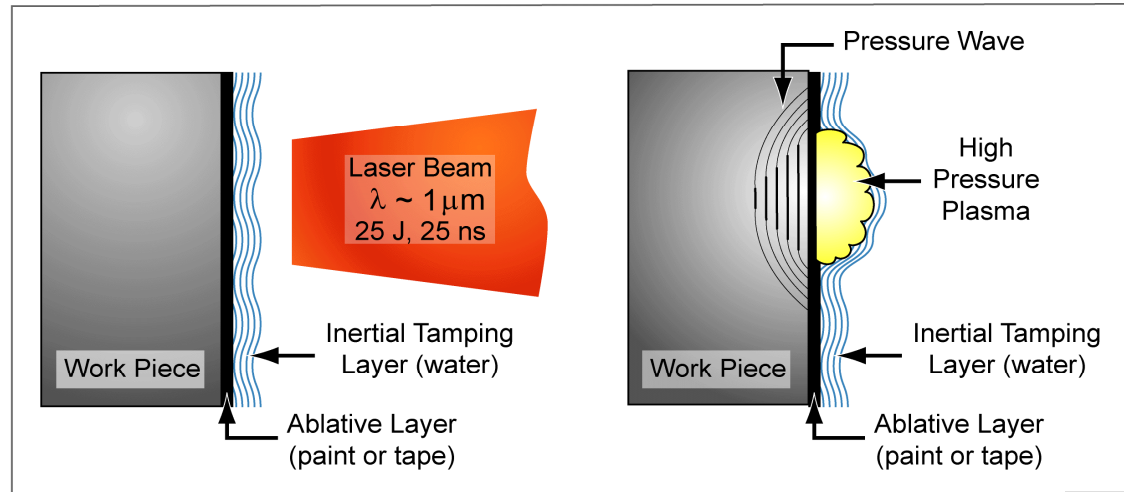 Laser Beam
λ ~ 1 μm
25 J, 25 ns
Inertial Tamping
Layer (water)
Work Piece
Ablative Layer
(paint or tape)
Pressure Wave
High
Pressure
Plasma
Inertial Tamping
Layer (water)
Work Piece
Ablative Layer
(paint or tape)